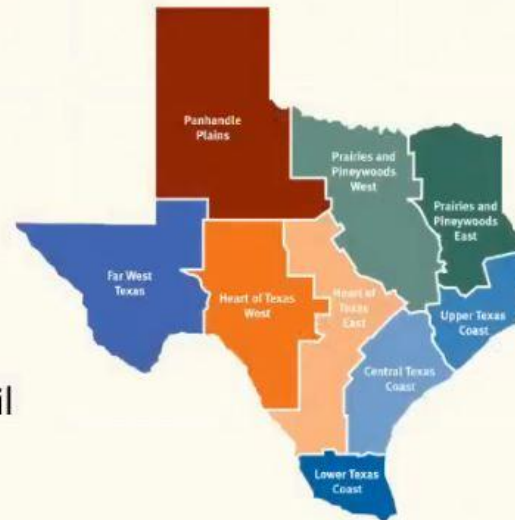 Panhandle
Plains
Prairies and
Pineywoods
West
Prairies and
Pineywoods
East
Far West
Texas
Heart of Texas
West
Heart of
Texas
East
Upper Texas
Coast
Central Texas
Coast
il
Lower Texas
Coast